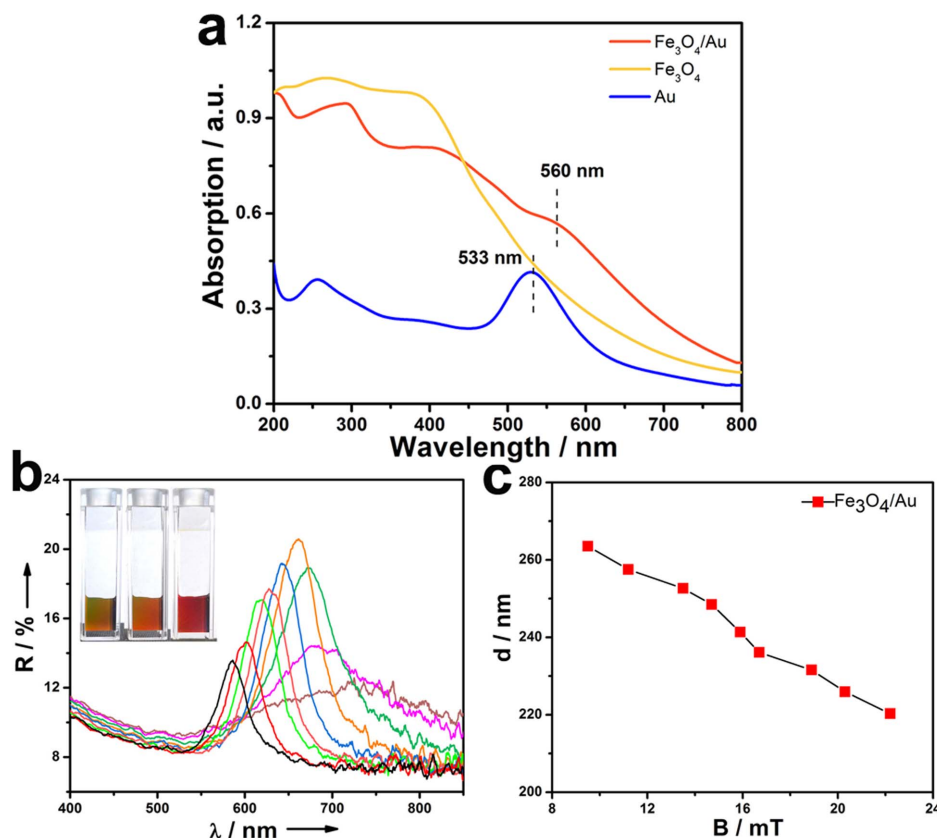 a
Absorption / a.u.
1.2
0.9
0.6
0.3
0.0
Fe₃O₄/Au
Fe₃O₄
Au
560 nm
533 nm
200 300 400 500 600 700 800
Wavelength / nm
b
R / %
24
20
16
12
8
400 500 600 700 800
λ / nm
c
d / nm
280
260
240
220
200
Fe₃O₄/Au
8 12 16 20 24
B / mT